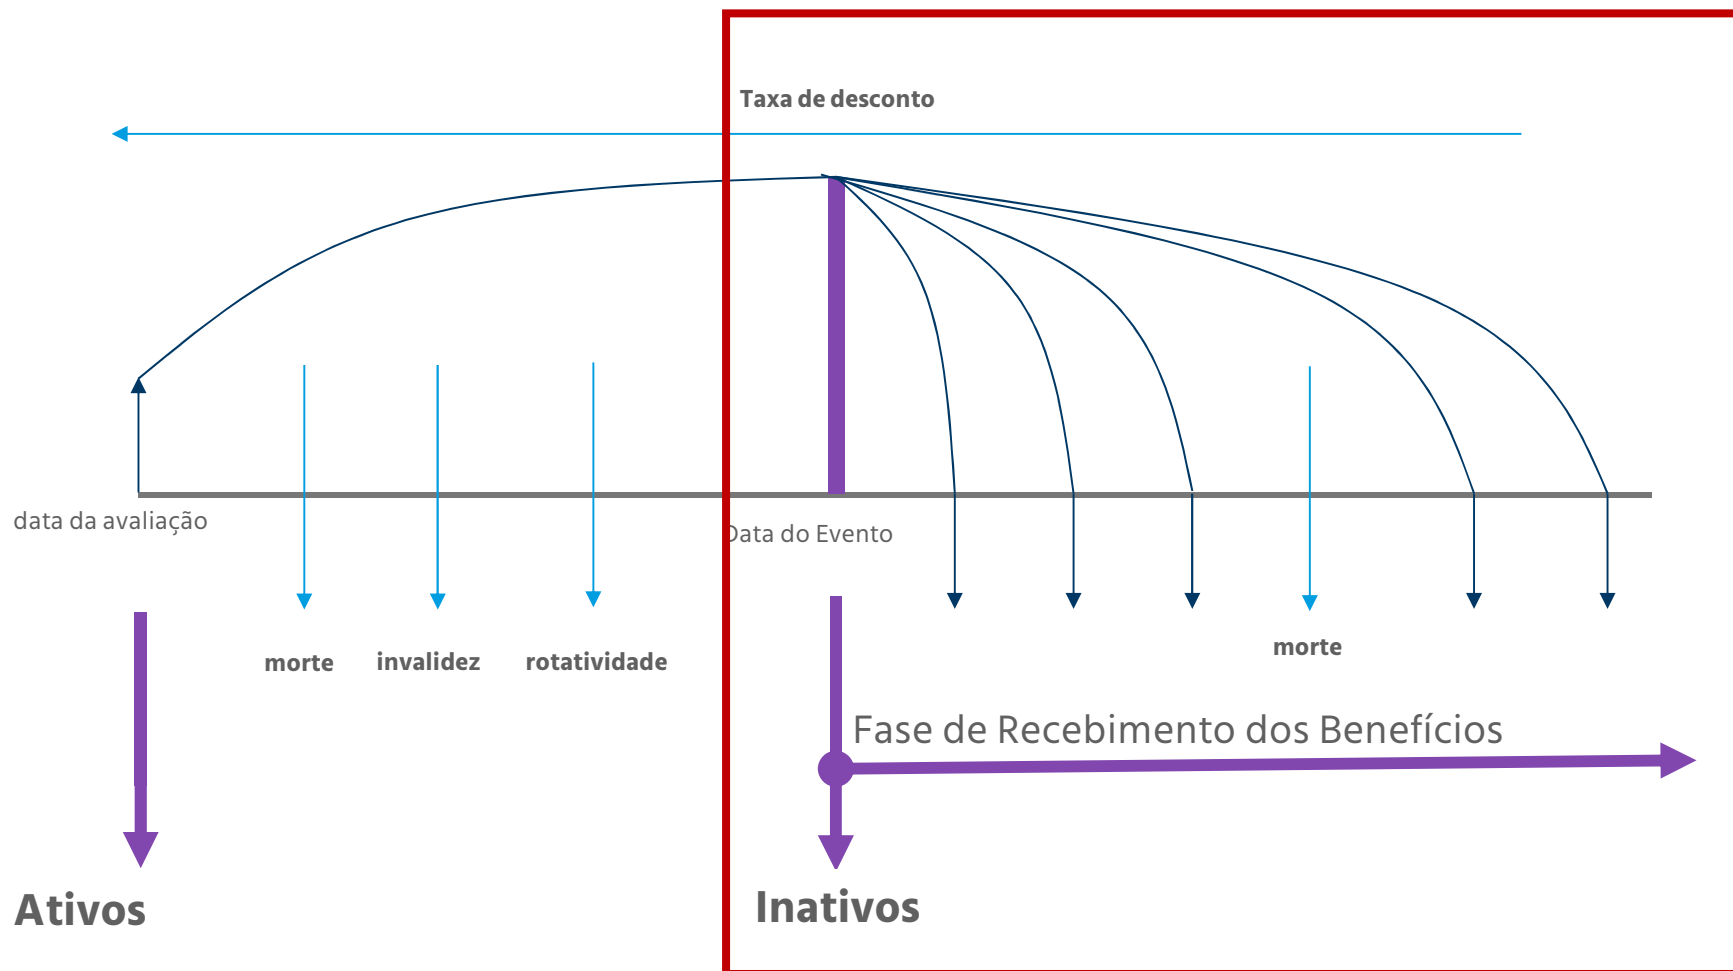 Taxa de desconto
data da avaliação
Data do Evento
morte
invalidez
rotatividade
morte
Fase de Recebimento dos Benefícios
Ativos
Inativos